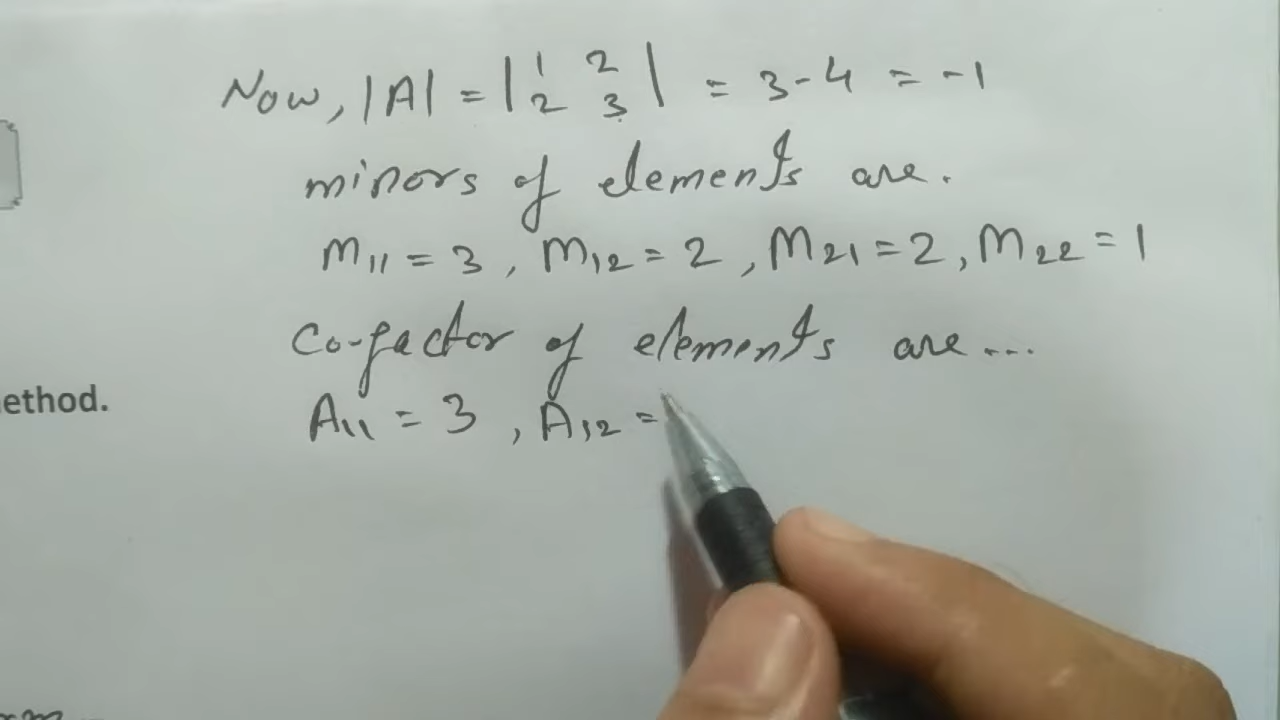 Now, |A| = | 1 2 | = 3 - 4 = -1
2 3
minors of elements are.
M11 = 3, M12 = 2, M21 = 2, M22 = 1
Co-factor of elements are...
ethod.
A11 = 3, A12 =